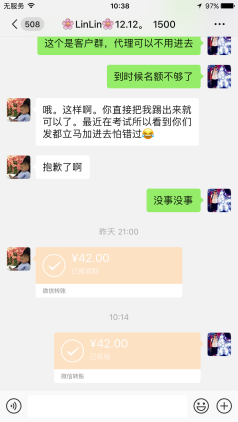 无服务
10:38
97%
508
🌸LinLin🌸12.12。 1500
这个是客户群，代理可以不用进去
到时候名额不够了
哦。这样啊。你直接把我踢出来就
可以了。最近在考试所以看到你们
发都立马加进去怕错过😂
抱歉了啊
没事没事
昨天 21:00
¥42.00
微信转账
10:14
¥42.00
微信转账